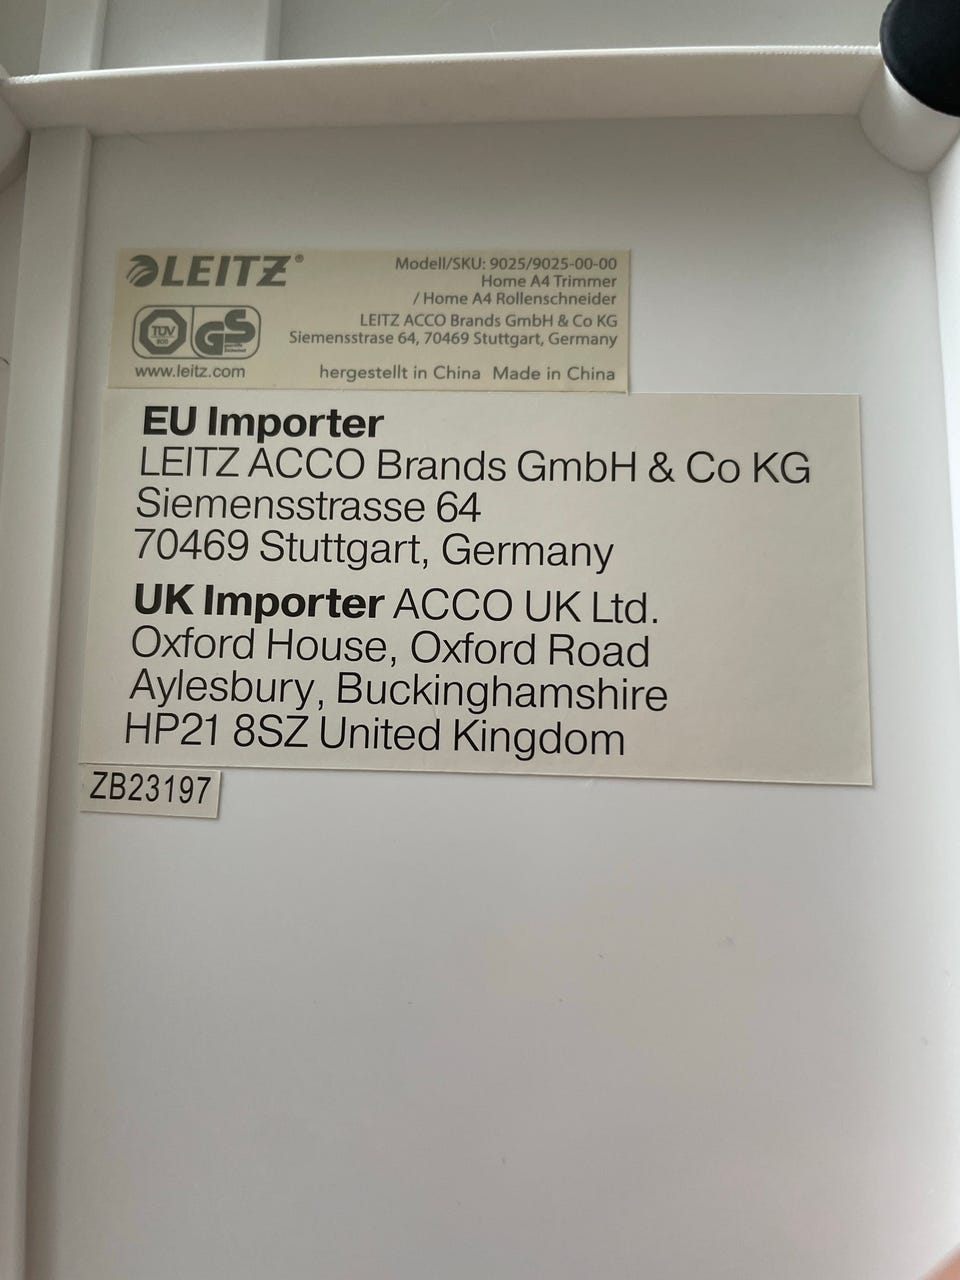 LEITZ®
Modell/SKU: 9025/9025-00-00
Home A4 Trimmer
/ Home A4 Rollenschneider
LEITZ ACCO Brands GmbH & Co KG
Siemensstrase 64, 70469 Stuttgart, Germany
TÜV
GS
www.leitz.com
hergestellt in China Made in China
EU Importer
LEITZ ACCO Brands GmbH & Co KG
Siemensstrasse 64
70469 Stuttgart, Germany
UK Importer ACCO UK Ltd.
Oxford House, Oxford Road
Aylesbury, Buckinghamshire
HP21 8SZ United Kingdom
ZB23197